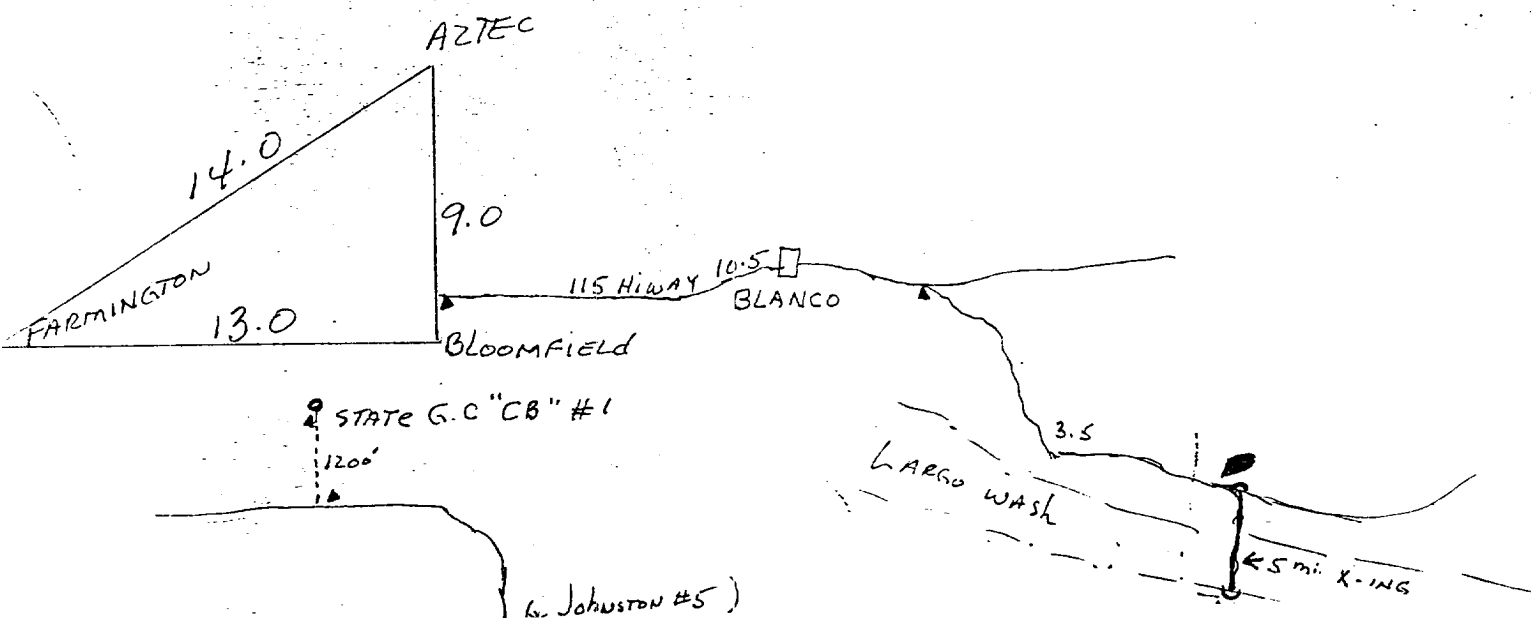 AZTEC
14.0
9.0
FARMINGTON
13.0
115 HiWAY 10.5
BLANCO
BLOOMFIELd
STATe G.C "CB" #1
1200'
3.5
LARGO WASh
5 mi. X-ING
JohNSTON #5)